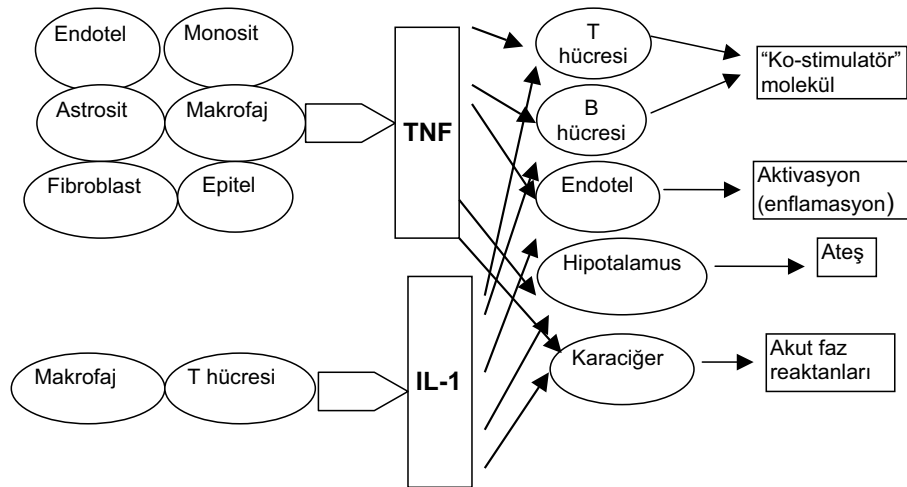 Endotel
Monosit
Astrosit
Makrofaj
Fibroblast
Epitel
TNF
T
hücresi
B
hücresi
Endotel
Hipotalamus
Karaciğer
“Ko-stimulatör”
molekül
Aktivasyon
(enflamasyon)
Ateş
Akut faz
reaktanları
Makrofaj
T hücresi
IL-1